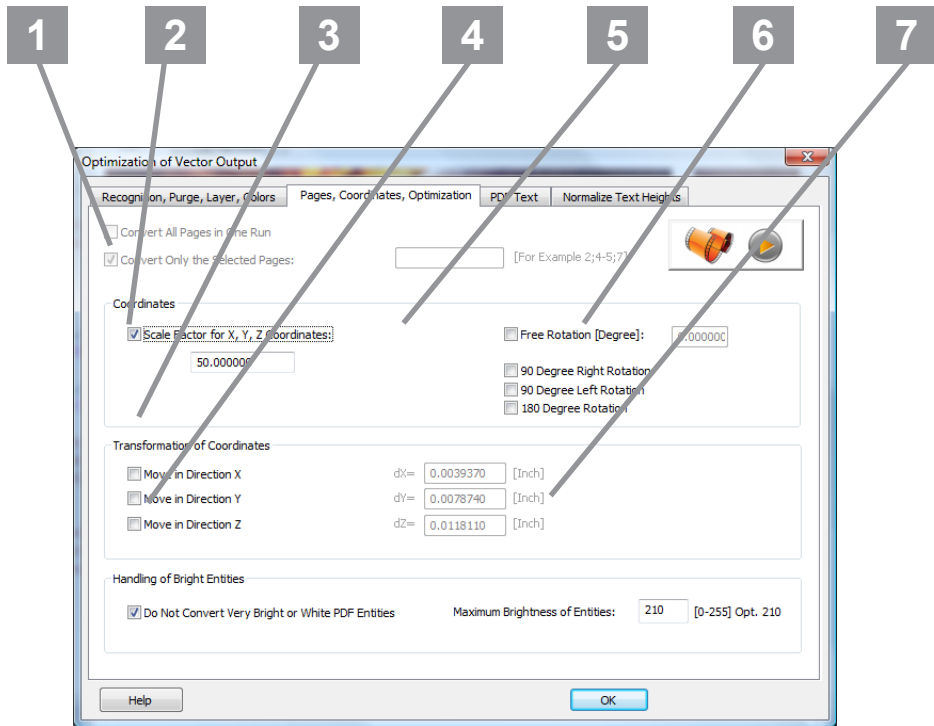 1 2 3 4 5 6 7
Optimization of Vector Output
Recognition, Purge, Layer, Colors Pages, Coordinates, Optimization PDF Text Normalize Text Heights
Convert All Pages in One Run
Convert Only the Selected Pages: [For Example 2;4-5;7]
Coordinates
Scale Factor for X, Y, Z Coordinates: Free Rotation [Degree]: 0.000000
50.000000
90 Degree Right Rotation
90 Degree Left Rotation
180 Degree Rotation
Transformation of Coordinates
Move in Direction X dX= 0.0039370 [Inch]
Move in Direction Y dY= 0.0078740 [Inch]
Move in Direction Z dZ= 0.0118110 [Inch]
Handling of Bright Entities
Do Not Convert Very Bright or White PDF Entities Maximum Brightness of Entities: 210 [0-255] Opt. 210
Help OK